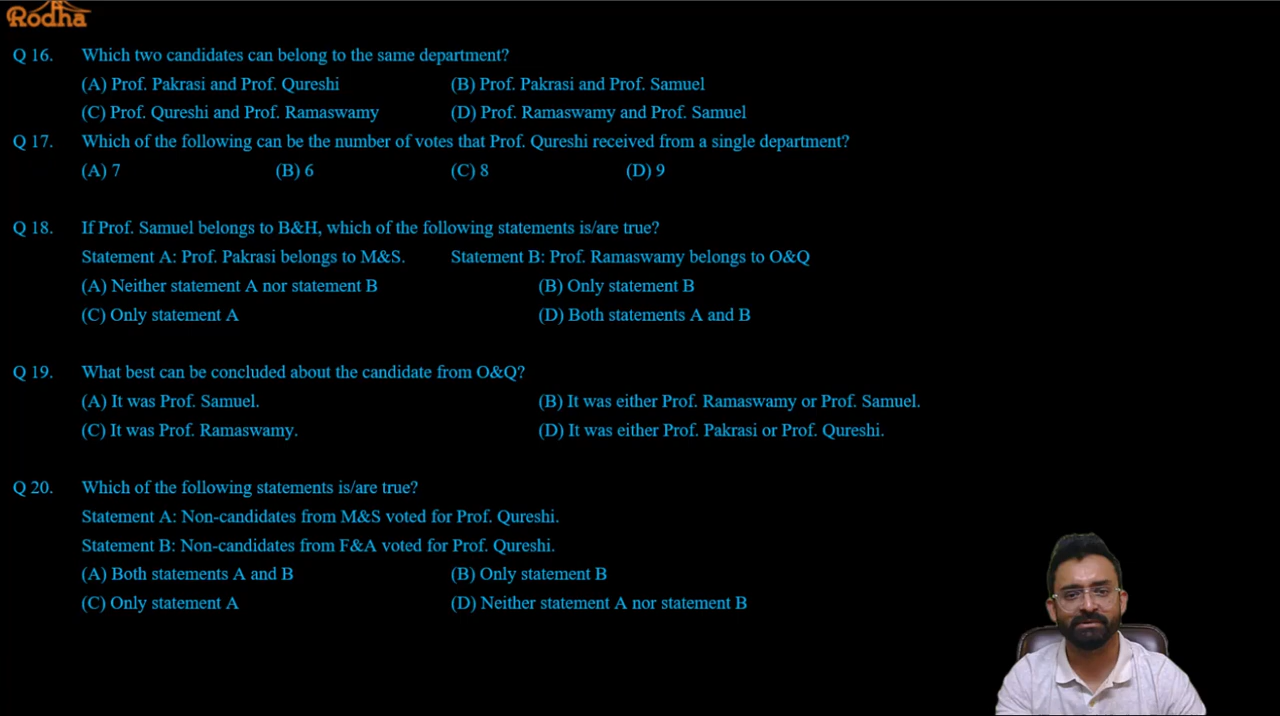 Rodha
Q 16. Which two candidates can belong to the same department?
(A) Prof. Pakrasi and Prof. Qureshi (B) Prof. Pakrasi and Prof. Samuel
(C) Prof. Qureshi and Prof. Ramaswamy (D) Prof. Ramaswamy and Prof. Samuel
Q 17. Which of the following can be the number of votes that Prof. Qureshi received from a single department?
(A) 7 (B) 6 (C) 8 (D) 9
Q 18. If Prof. Samuel belongs to B&H, which of the following statements is/are true?
Statement A: Prof. Pakrasi belongs to M&S. Statement B: Prof. Ramaswamy belongs to O&Q
(A) Neither statement A nor statement B (B) Only statement B
(C) Only statement A (D) Both statements A and B
Q 19. What best can be concluded about the candidate from O&Q?
(A) It was Prof. Samuel. (B) It was either Prof. Ramaswamy or Prof. Samuel.
(C) It was Prof. Ramaswamy. (D) It was either Prof. Pakrasi or Prof. Qureshi.
Q 20. Which of the following statements is/are true?
Statement A: Non-candidates from M&S voted for Prof. Qureshi.
Statement B: Non-candidates from F&A voted for Prof. Qureshi.
(A) Both statements A and B (B) Only statement B
(C) Only statement A (D) Neither statement A nor statement B